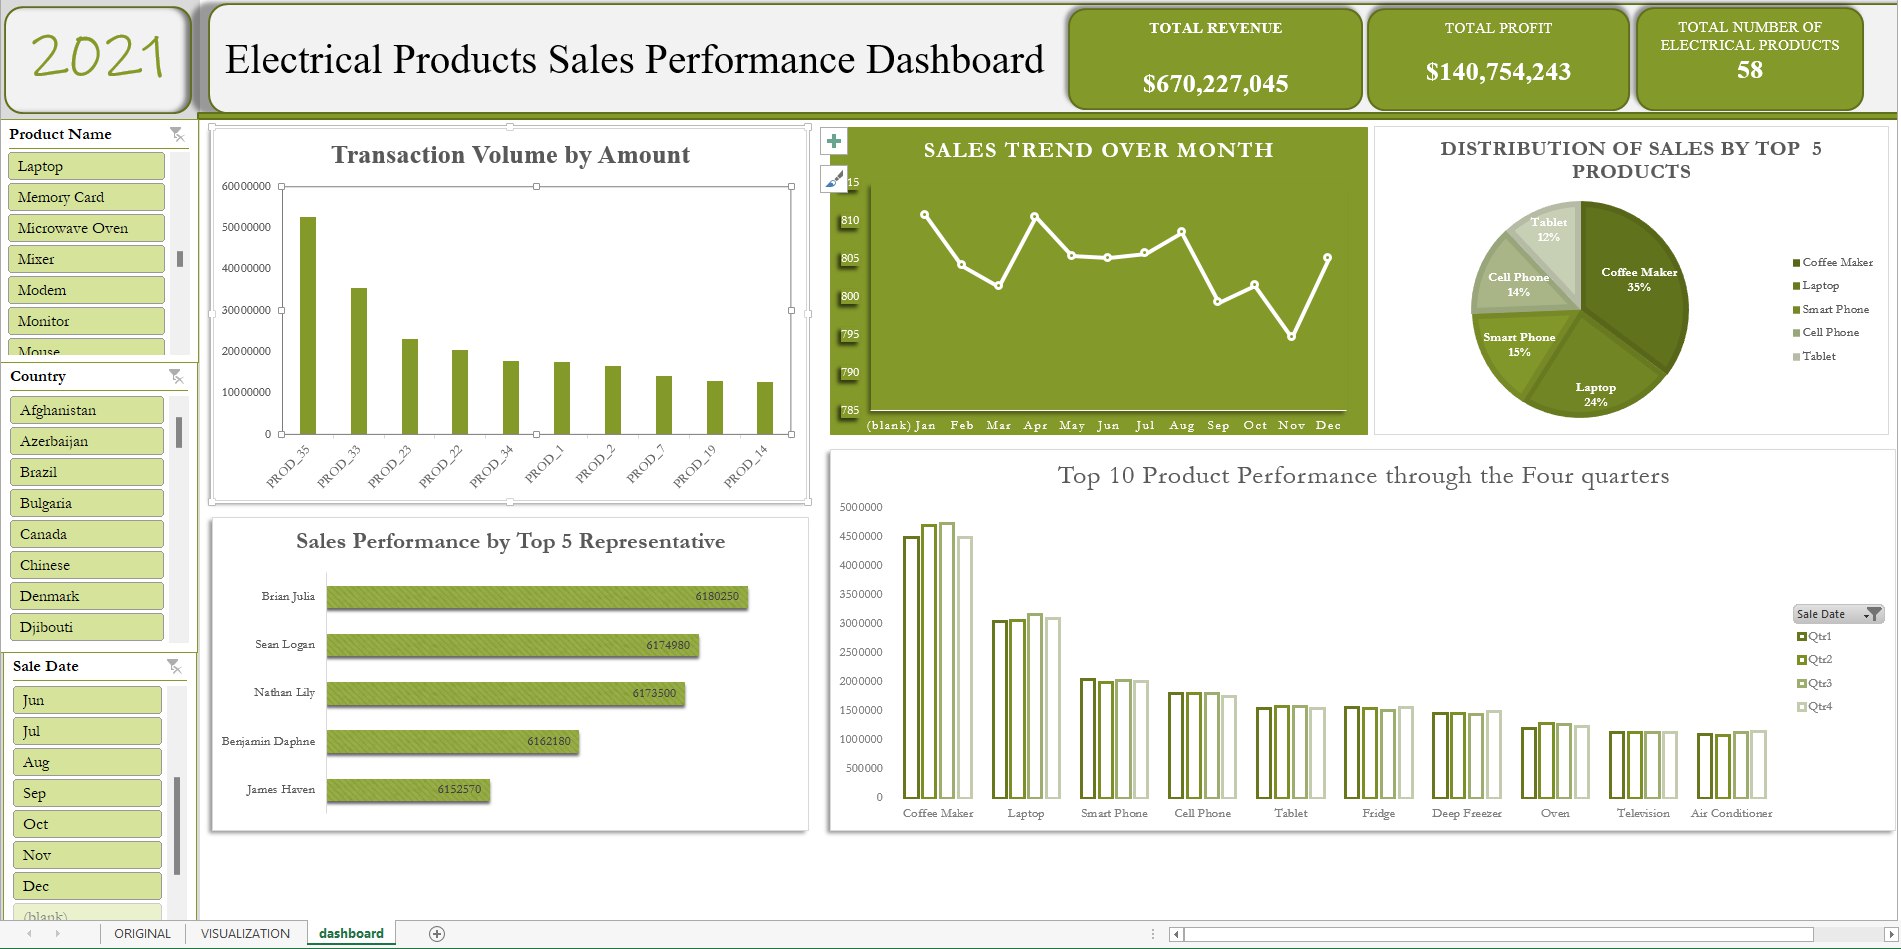 2021
Electrical Products Sales Performance Dashboard
TOTAL REVENUE
$670,227,045
TOTAL PROFIT
$140,754,243
TOTAL NUMBER OF
ELECTRICAL PRODUCTS
58
Product Name
Laptop
Memory Card
Microwave Oven
Mixer
Modem
Monitor
Mouse
Country
Afghanistan
Azerbaijan
Brazil
Bulgaria
Canada
Chinese
Denmark
Djibouti
Sale Date
Jun
Jul
Aug
Sep
Oct
Nov
Dec
(blank)
Transaction Volume by Amount
60000000
50000000
40000000
30000000
20000000
10000000
0
PROD_35
PROD_33
PROD_23
PROD_22
PROD_34
PROD_1
PROD_2
PROD_7
PROD_19
PROD_14
SALES TREND OVER MONTH
15
810
805
800
795
790
785
(blank) Jan Feb Mar Apr May Jun Jul Aug Sep Oct Nov Dec
DISTRIBUTION OF SALES BY TOP 5
PRODUCTS
Tablet
12%
Coffee Maker
35%
Cell Phone
14%
Smart Phone
15%
Laptop
24%
Coffee Maker
Laptop
Smart Phone
Cell Phone
Tablet
Sales Performance by Top 5 Representative
Brian Julia 6180250
Sean Logan 6174980
Nathan Lily 6173500
Benjamin Daphne 6162180
James Haven 6152570
Top 10 Product Performance through the Four quarters
5000000
4500000
4000000
3500000
3000000
2500000
2000000
1500000
1000000
500000
0
Coffee Maker Laptop Smart Phone Cell Phone Tablet Fridge Deep Freezer Oven Television Air Conditioner
Sale Date
Qtr1
Qtr2
Qtr3
Qtr4
ORIGINAL VISUALIZATION dashboard